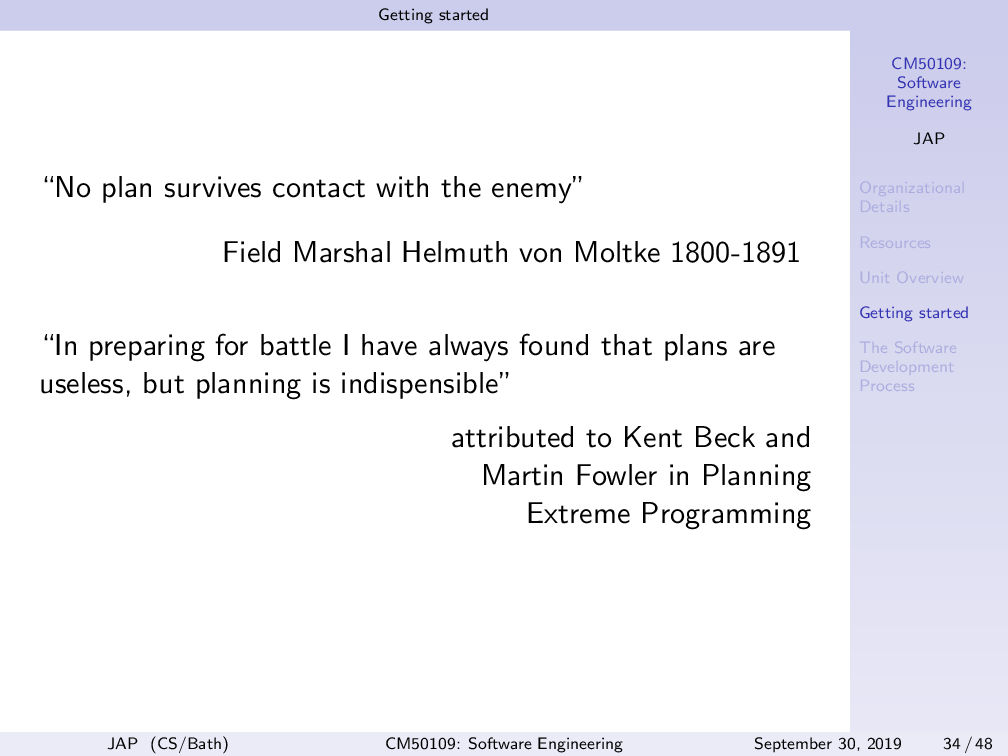 Getting started
“No plan survives contact with the enemy”
Field Marshal Helmuth von Moltke 1800-1891
“In preparing for battle I have always found that plans are
useless, but planning is indispensible”
attributed to Kent Beck and
Martin Fowler in Planning
Extreme Programming
CM50109:
Software
Engineering
JAP
Organizational
Details
Resources
Unit Overview
Getting started
The Software
Development
Process
JAP (CS/Bath)
CM50109: Software Engineering
September 30, 2019
34 / 48